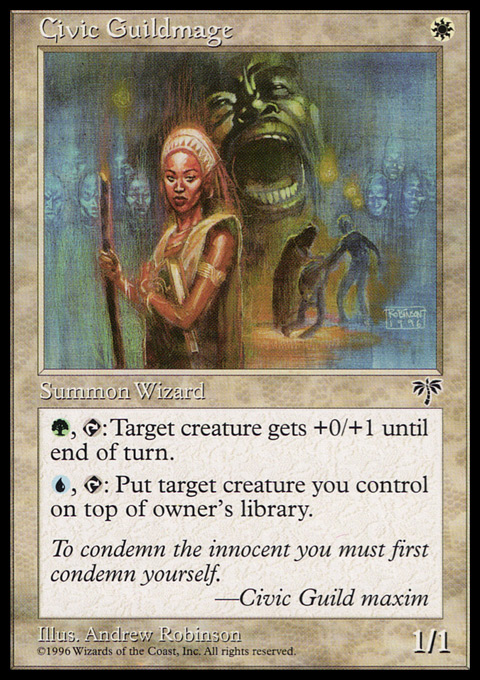 Civic Guildmage
ROBINSON
1996
Summon Wizard
, : Target creature gets +0/+1 until
end of turn.
, : Put target creature you control
on top of owner's library.
To condemn the innocent you must first
condemn yourself.
—Civic Guild maxim
Illus. Andrew Robinson
1/1
©1996 Wizards of the Coast, Inc. All rights reserved.